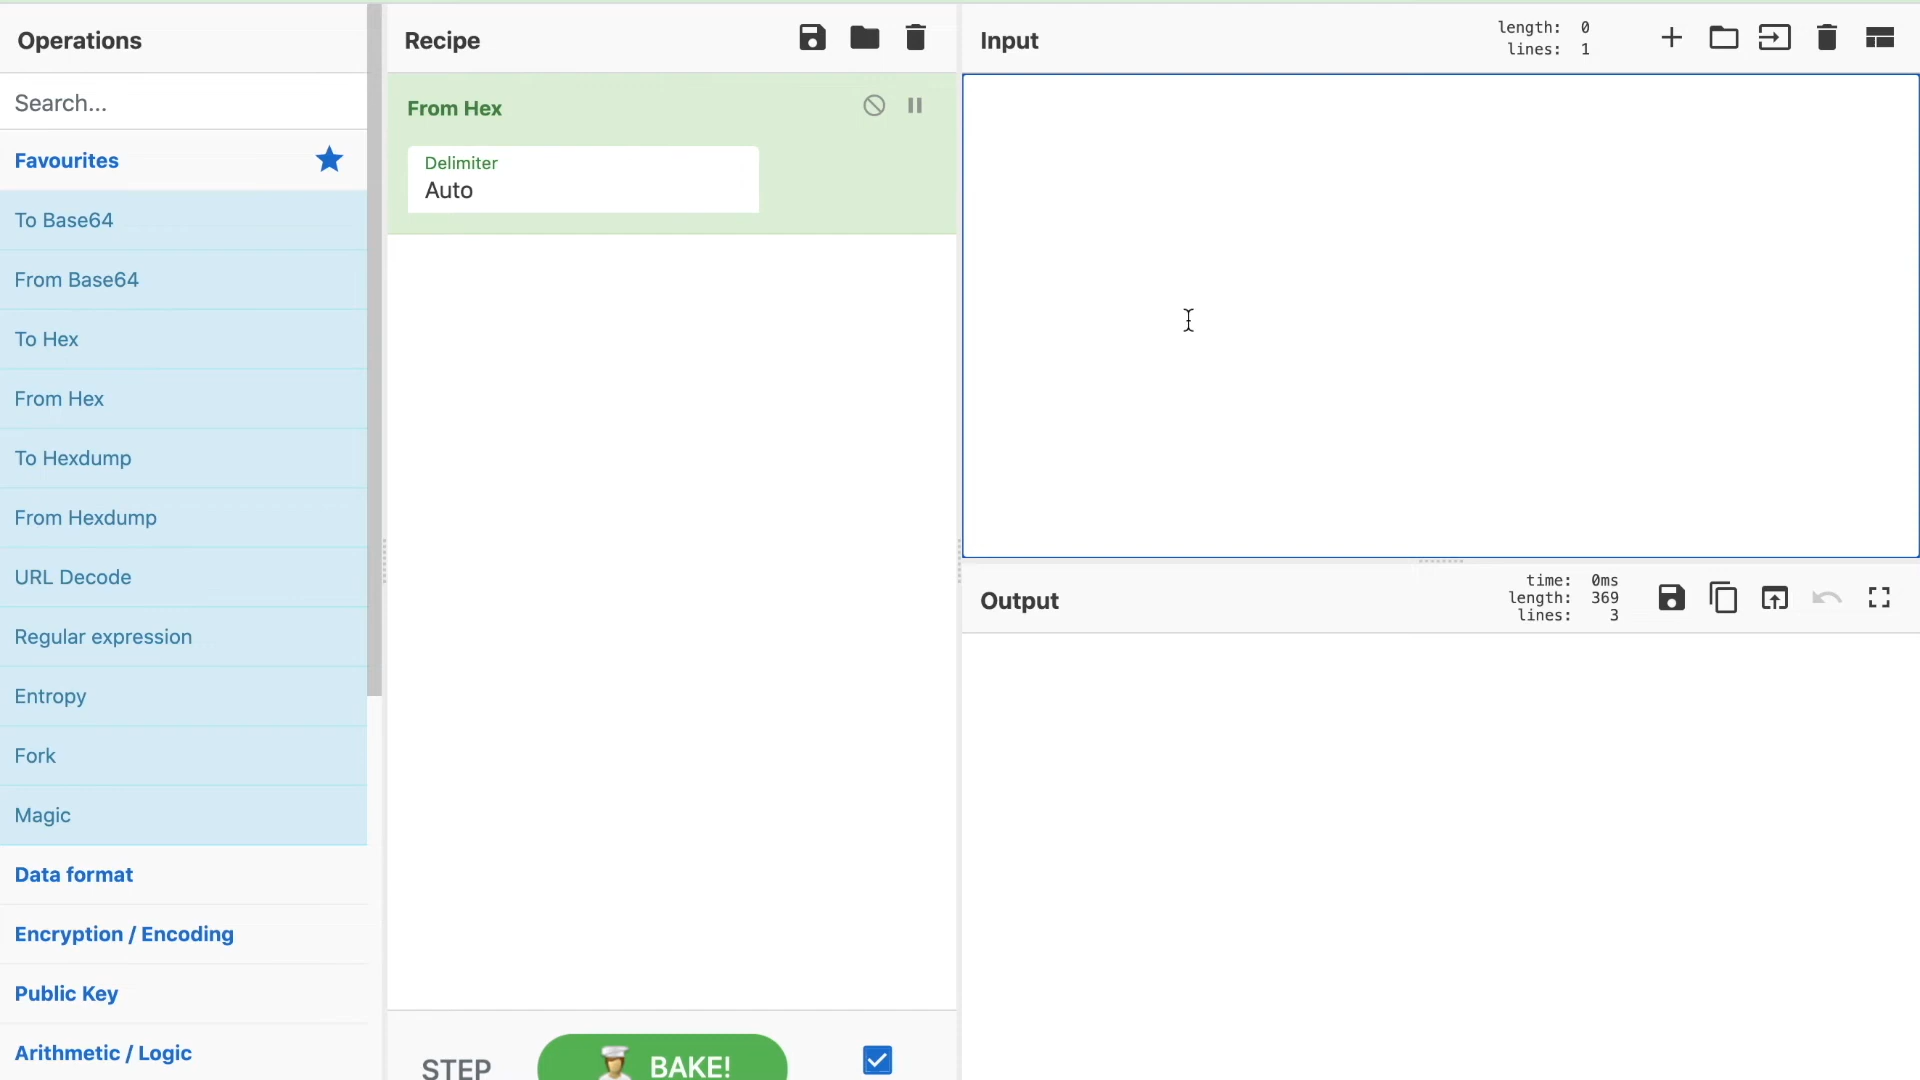 Operations
Search...
Favourites
To Base64
From Base64
To Hex
From Hex
To Hexdump
From Hexdump
URL Decode
Regular expression
Entropy
Fork
Magic
Data format
Encryption / Encoding
Public Key
Arithmetic / Logic
Recipe
From Hex
Delimiter
Auto
STEP
BAKE!
Input
length: 0
lines: 1
Output
time: 0ms
length: 369
lines: 3